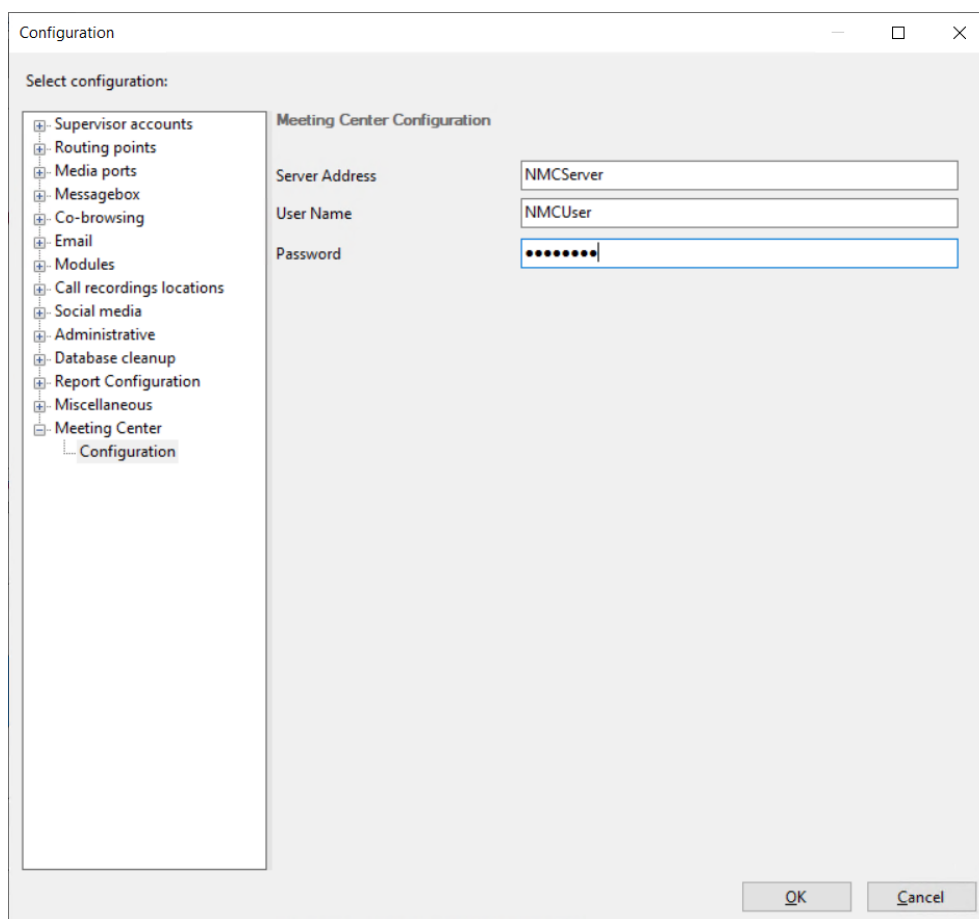 Configuration
Select configuration:
Supervisor accounts
Routing points
Media ports
Messagebox
Co-browsing
Email
Modules
Call recordings locations
Social media
Administrative
Database cleanup
Report Configuration
Miscellaneous
Meeting Center
Configuration
Meeting Center Configuration
Server Address NMCServer
User Name NMCUser
Password ●●●●●●●●
OK Cancel